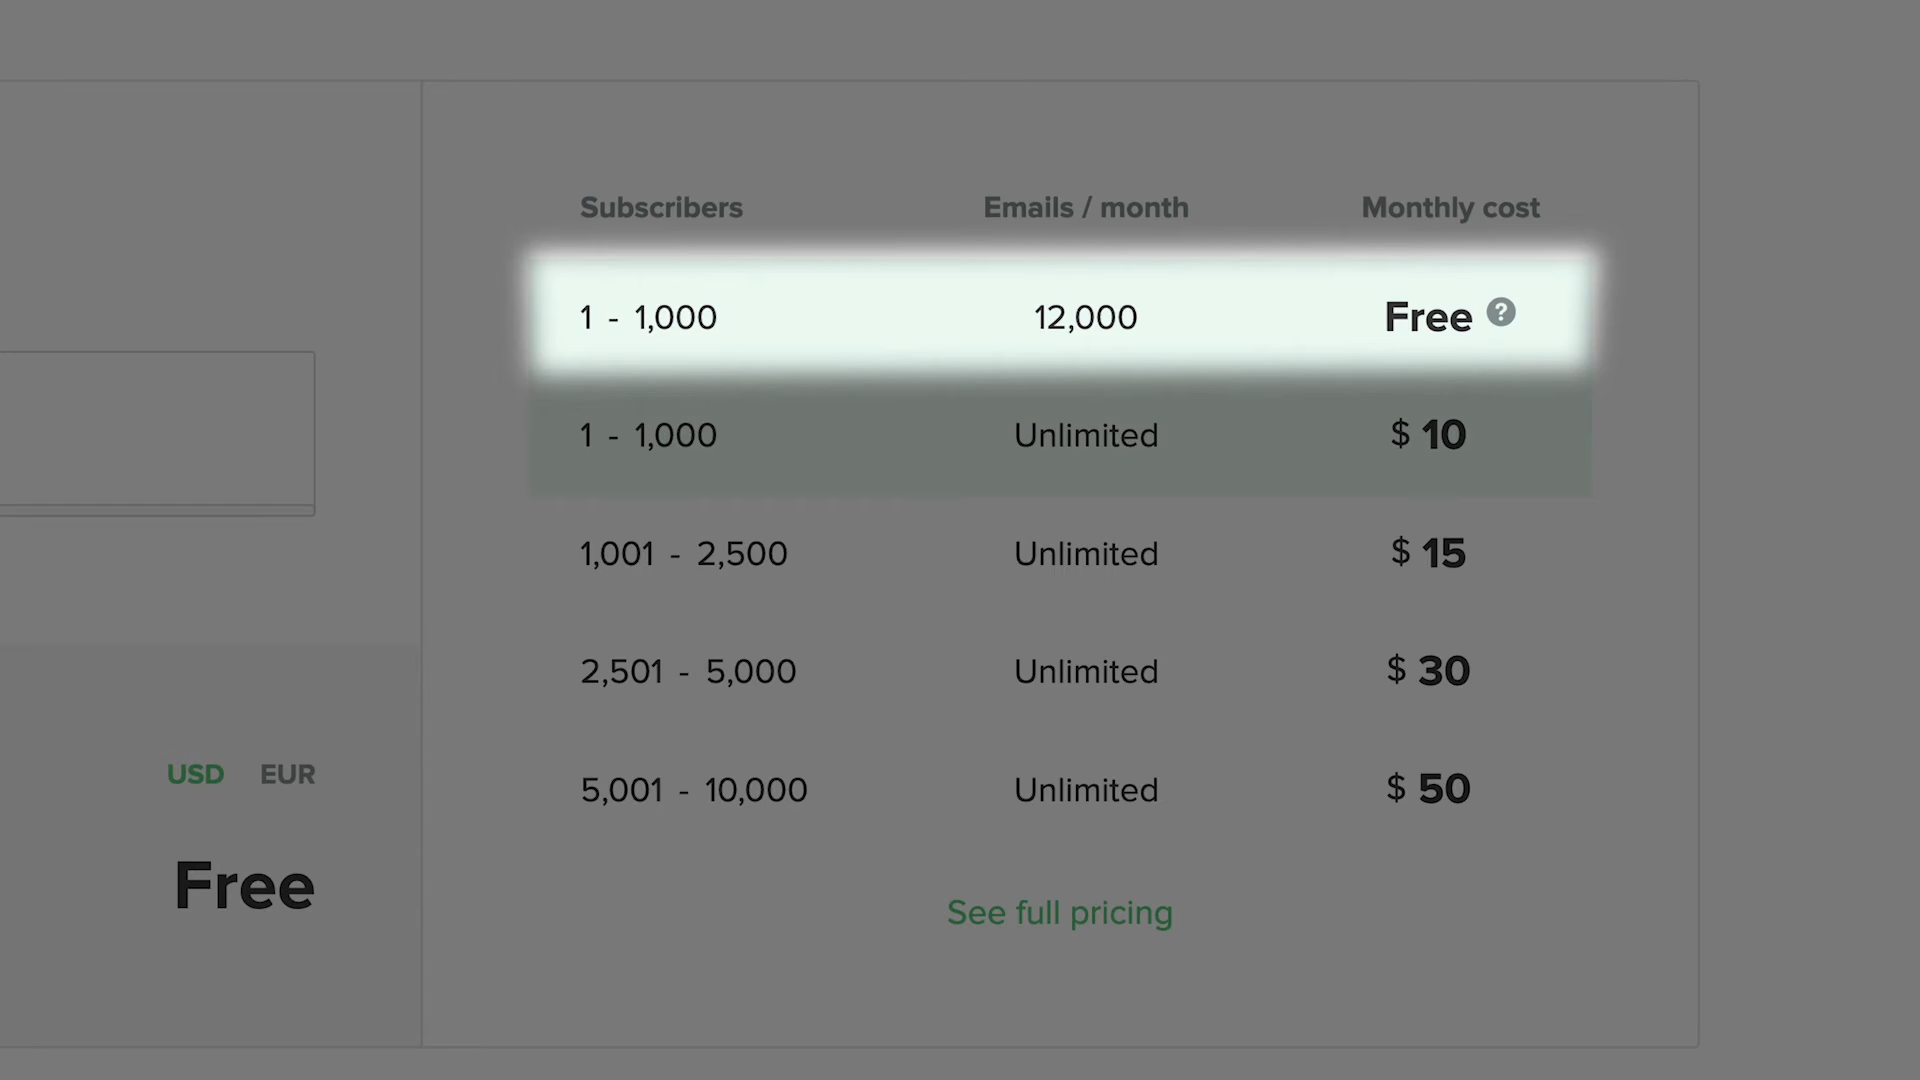 Subscribers Emails / month Monthly cost
1 - 1,000 12,000 Free ?
1 - 1,000 Unlimited $ 10
1,001 - 2,500 Unlimited $ 15
2,501 - 5,000 Unlimited $ 30
5,001 - 10,000 Unlimited $ 50
See full pricing
USD EUR
Free